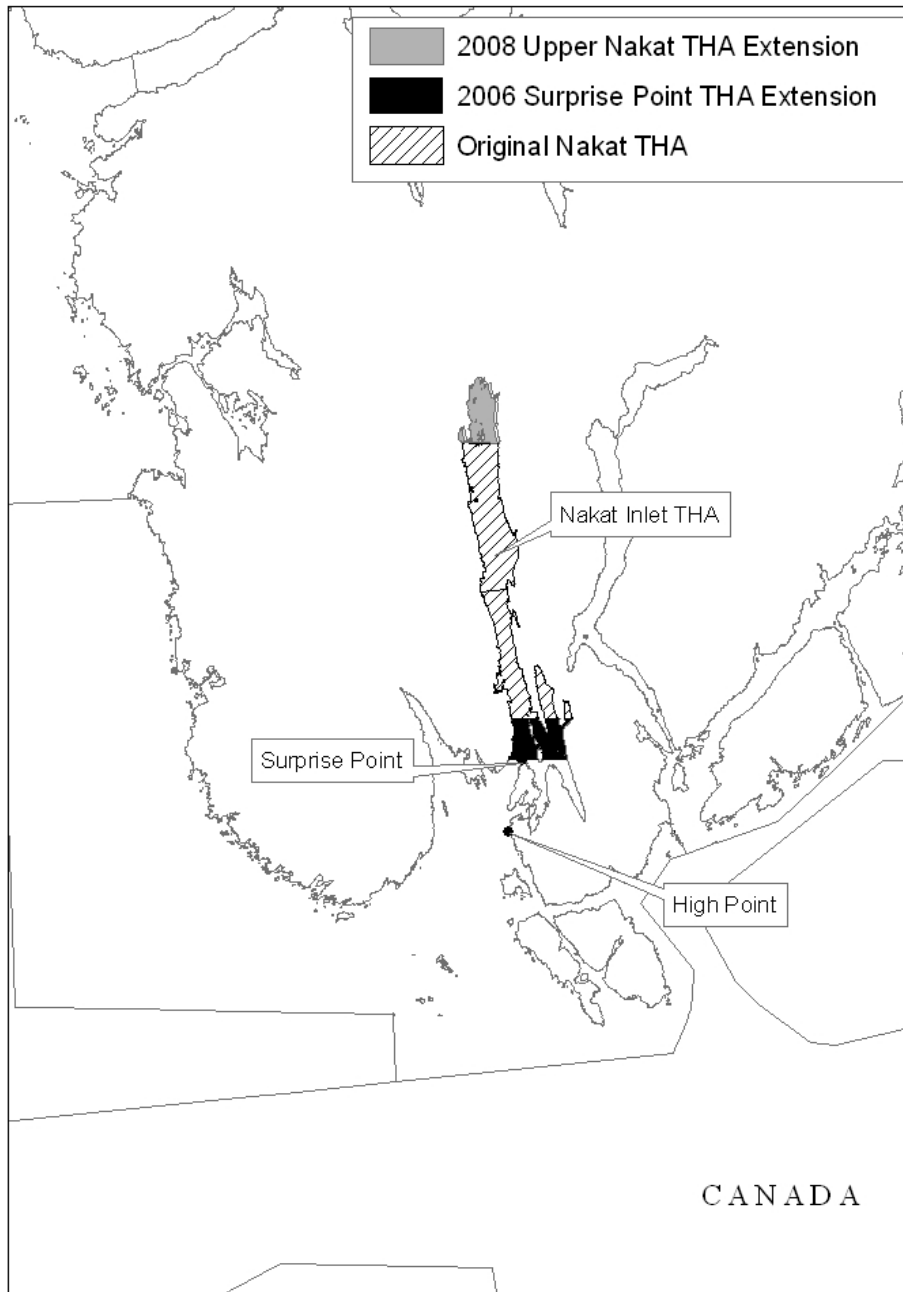 2008 Upper Nakat THA Extension
2006 Surprise Point THA Extension
Original Nakat THA
Nakat Inlet THA
Surprise Point
High Point
CANADA